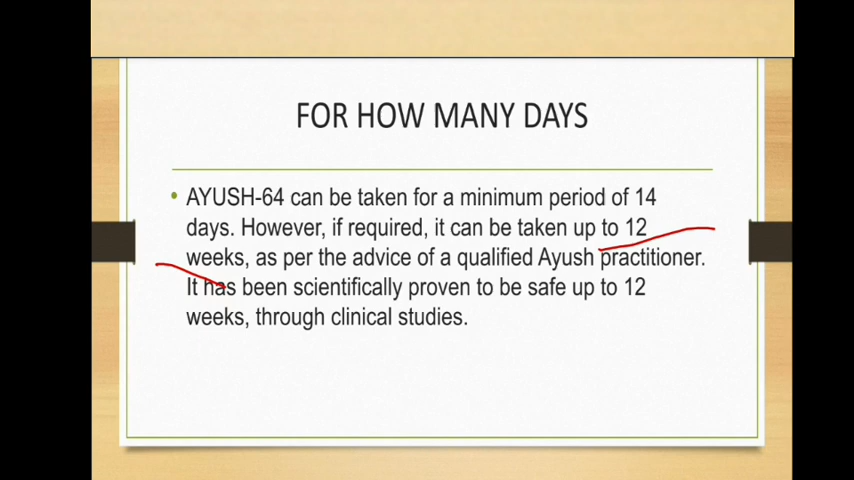 FOR HOW MANY DAYS
• AYUSH-64 can be taken for a minimum period of 14
days. However, if required, it can be taken up to 12
weeks, as per the advice of a qualified Ayush practitioner.
It has been scientifically proven to be safe up to 12
weeks, through clinical studies.